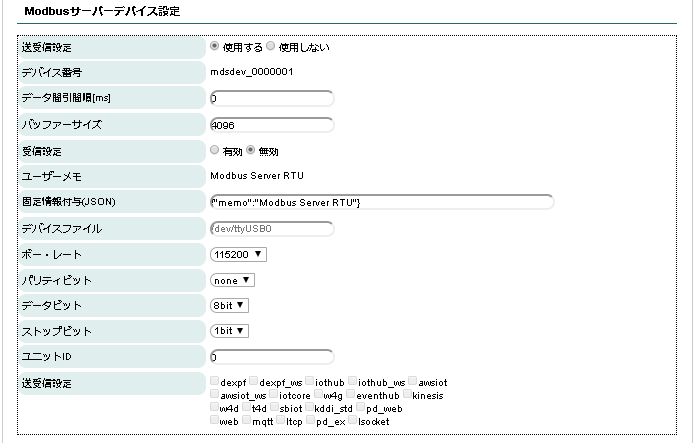 Modbusサーバーデバイス設定
送受信設定 使用する 使用しない
デバイス番号 mdsdev_0000001
データ間引間隔[ms] 0
バッファーサイズ 4096
受信設定 有効 無効
ユーザーメモ Modbus Server RTU
固定情報付与(JSON) {"memo":"Modbus Server RTU"}
デバイスファイル /dev/ttyUSB0
ボー・レート 115200 ▼
パリティビット none ▼
データビット 8bit ▼
ストップビット 1bit ▼
ユニットID 0
送受信設定 dexpf dexpf_ws iothub iothub_ws awsiot
awsiot_ws iotcore w4g eventhub kinesis
w4d t4d sbiot kddi_std pd_web
web mqtt ltcp pd_ex lsocket